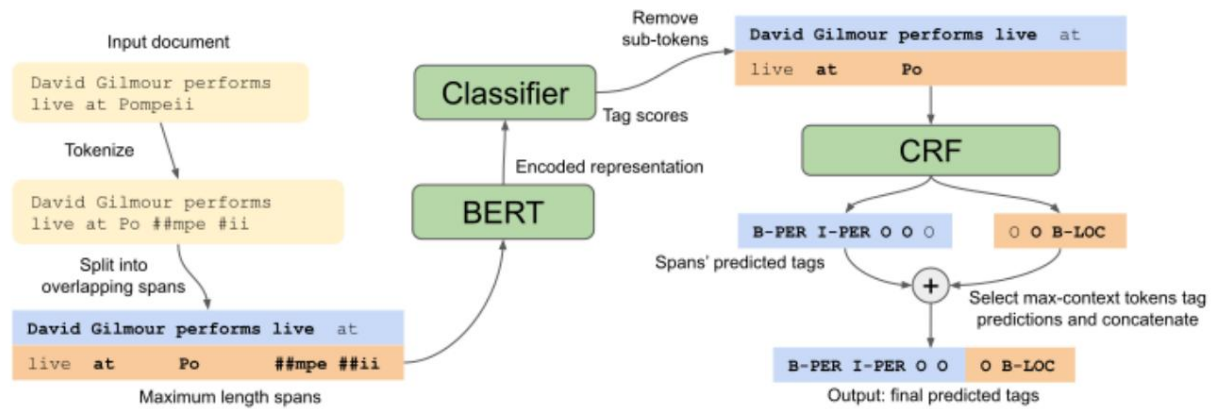 Input document
David Gilmour performs
live at Pompeii
Tokenize
David Gilmour performs
live at Po ##mpe #ii
Split into
overlapping spans
David Gilmour performs live at
live at Po ##mpe ##ii
Maximum length spans
BERT
Encoded representation
Classifier
Tag scores
Remove
sub-tokens
David Gilmour performs live at
live at Po
CRF
B-PER I-PER O O O
O O B-LOC
Spans' predicted tags
+
Select max-context tokens tag
predictions and concatenate
B-PER I-PER O O O B-LOC
Output: final predicted tags